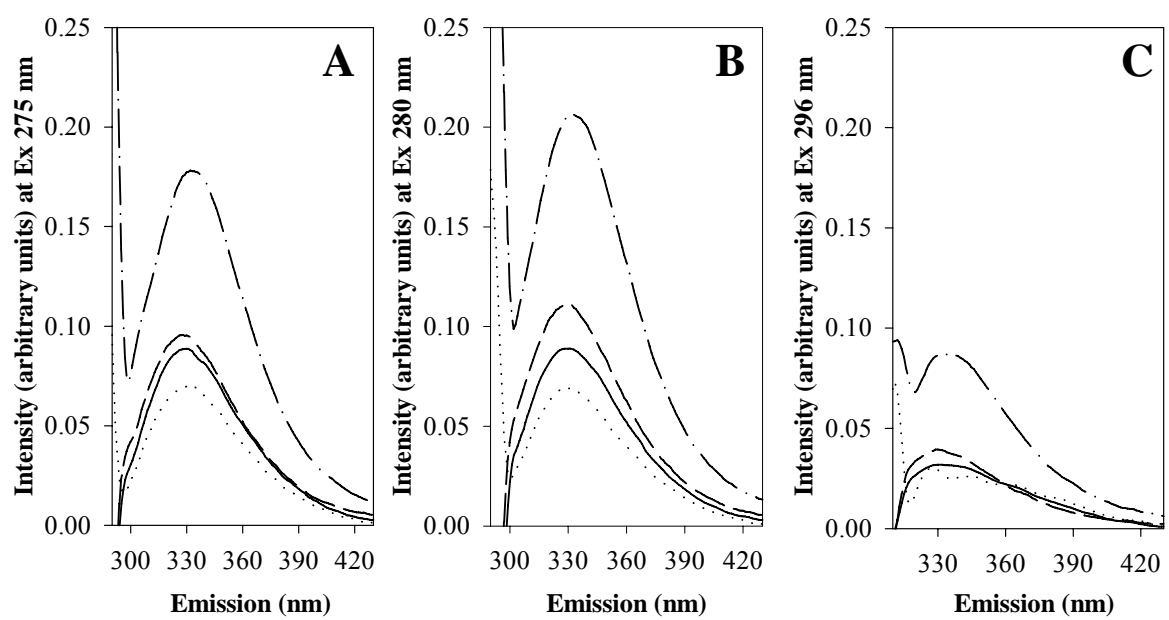 A
Intensity (arbitrary units) at Ex 275 nm
0.25
0.20
0.15
0.10
0.05
0.00
300 330 360 390 420
Emission (nm)
B
Intensity (arbitrary units) at Ex 280 nm
0.25
0.20
0.15
0.10
0.05
0.00
300 330 360 390 420
Emission (nm)
C
Intensity (arbitrary units) at Ex 296 nm
0.25
0.20
0.15
0.10
0.05
0.00
330 360 390 420
Emission (nm)